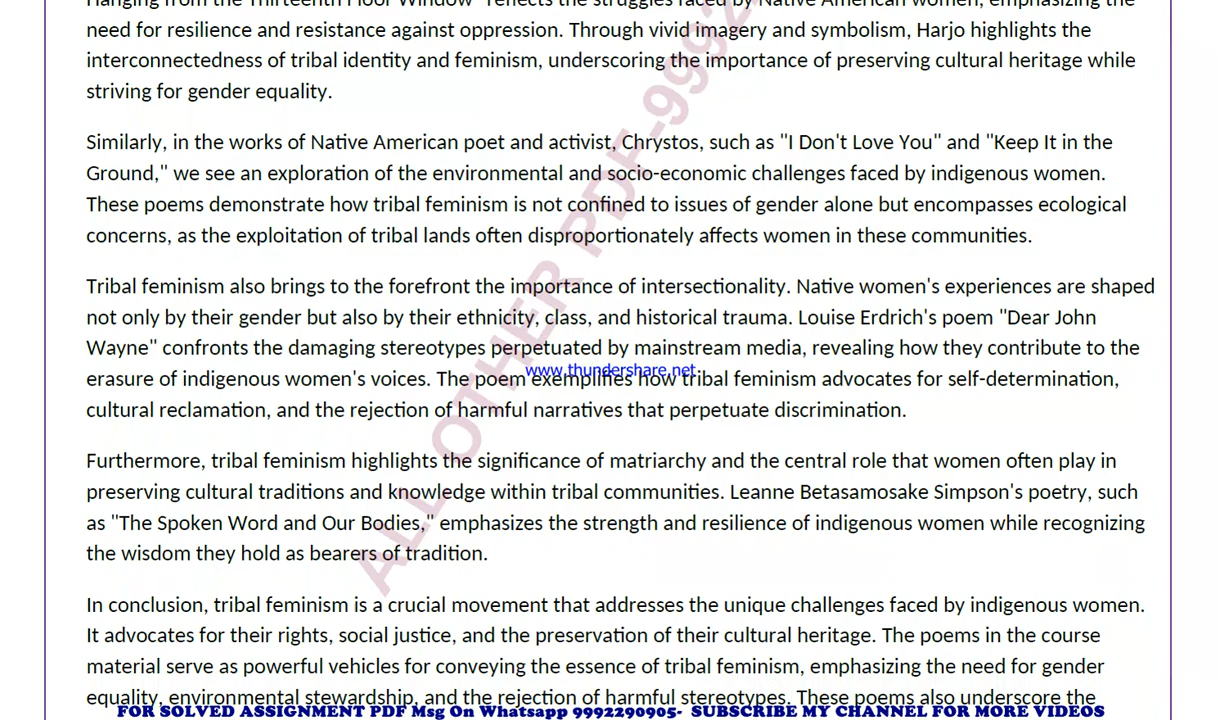 Hanging from the Thirteenth Floor Window" reflects the struggles faced by Native American women, emphasizing the
need for resilience and resistance against oppression. Through vivid imagery and symbolism, Harjo highlights the
interconnectedness of tribal identity and feminism, underscoring the importance of preserving cultural heritage while
striving for gender equality.
Similarly, in the works of Native American poet and activist, Chrystos, such as "I Don't Love You" and "Keep It in the
Ground," we see an exploration of the environmental and socio-economic challenges faced by indigenous women.
These poems demonstrate how tribal feminism is not confined to issues of gender alone but encompasses ecological
concerns, as the exploitation of tribal lands often disproportionately affects women in these communities.
Tribal feminism also brings to the forefront the importance of intersectionality. Native women's experiences are shaped
not only by their gender but also by their ethnicity, class, and historical trauma. Louise Erdrich's poem "Dear John
Wayne" confronts the damaging stereotypes perpetuated by mainstream media, revealing how they contribute to the
www.thundershare.net
erasure of indigenous women's voices. The poem exemplifies how tribal feminism advocates for self-determination,
cultural reclamation, and the rejection of harmful narratives that perpetuate discrimination.
Furthermore, tribal feminism highlights the significance of matriarchy and the central role that women often play in
preserving cultural traditions and knowledge within tribal communities. Leanne Betasamosake Simpson's poetry, such
as "The Spoken Word and Our Bodies," emphasizes the strength and resilience of indigenous women while recognizing
the wisdom they hold as bearers of tradition.
In conclusion, tribal feminism is a crucial movement that addresses the unique challenges faced by indigenous women.
It advocates for their rights, social justice, and the preservation of their cultural heritage. The poems in the course
material serve as powerful vehicles for conveying the essence of tribal feminism, emphasizing the need for gender
equality, environmental stewardship, and the rejection of harmful stereotypes. These poems also underscore the
FOR SOLVED ASSIGNMENT PDF Msg On Whatsapp 9992290905- SUBSCRIBE MY CHANNEL FOR MORE VIDEOS
ALL OTHER PDF-9992